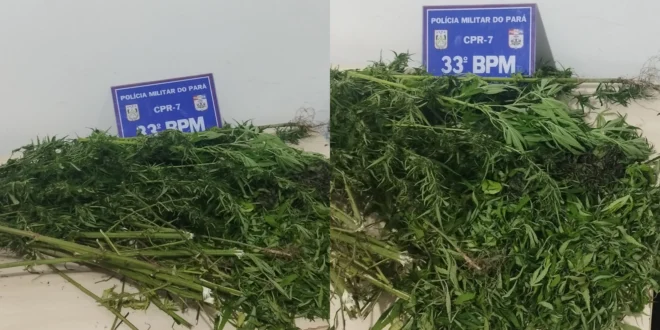 POLÍCIA MILITAR DO PARÁ
CPR-7
33º BPM
POLÍCIA MILITAR DO PARÁ
CPR-7
33º BPM